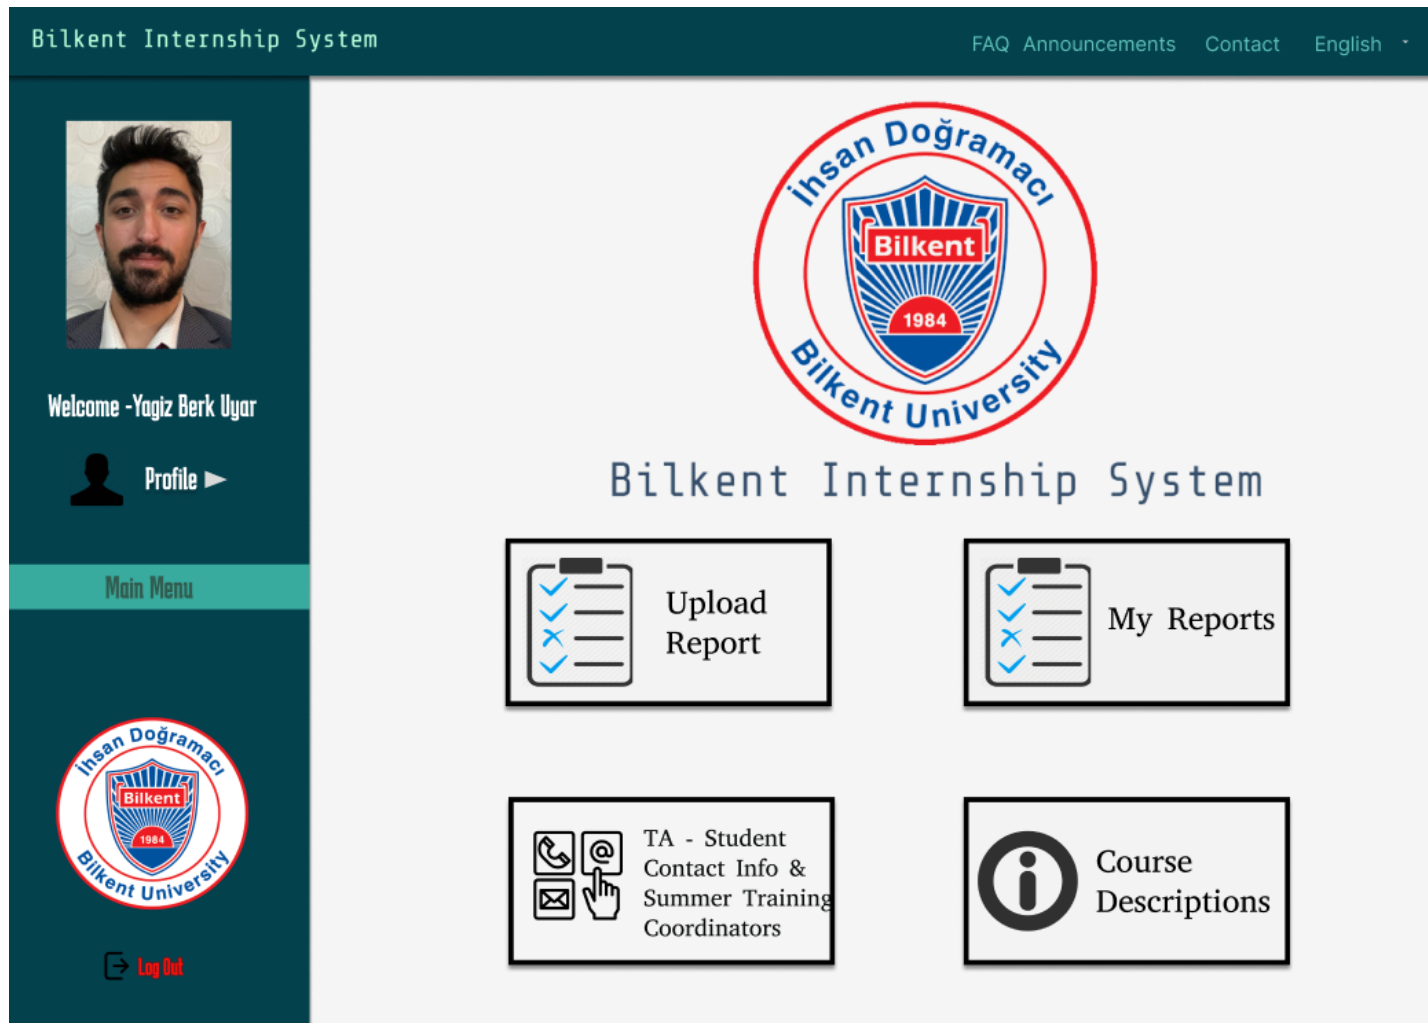 Bilkent Internship System
FAQ Announcements Contact English
İhsan Doğramacı
Bilkent
1984
Bilkent University
Welcome -Yagiz Berk Uyar
Profile
Bilkent Internship System
Main Menu
Upload
Report
My Reports
İhsan Doğramacı
Bilkent
1984
Bilkent University
TA - Student
Contact Info &
Summer Training
Coordinators
Course
Descriptions
Log Out